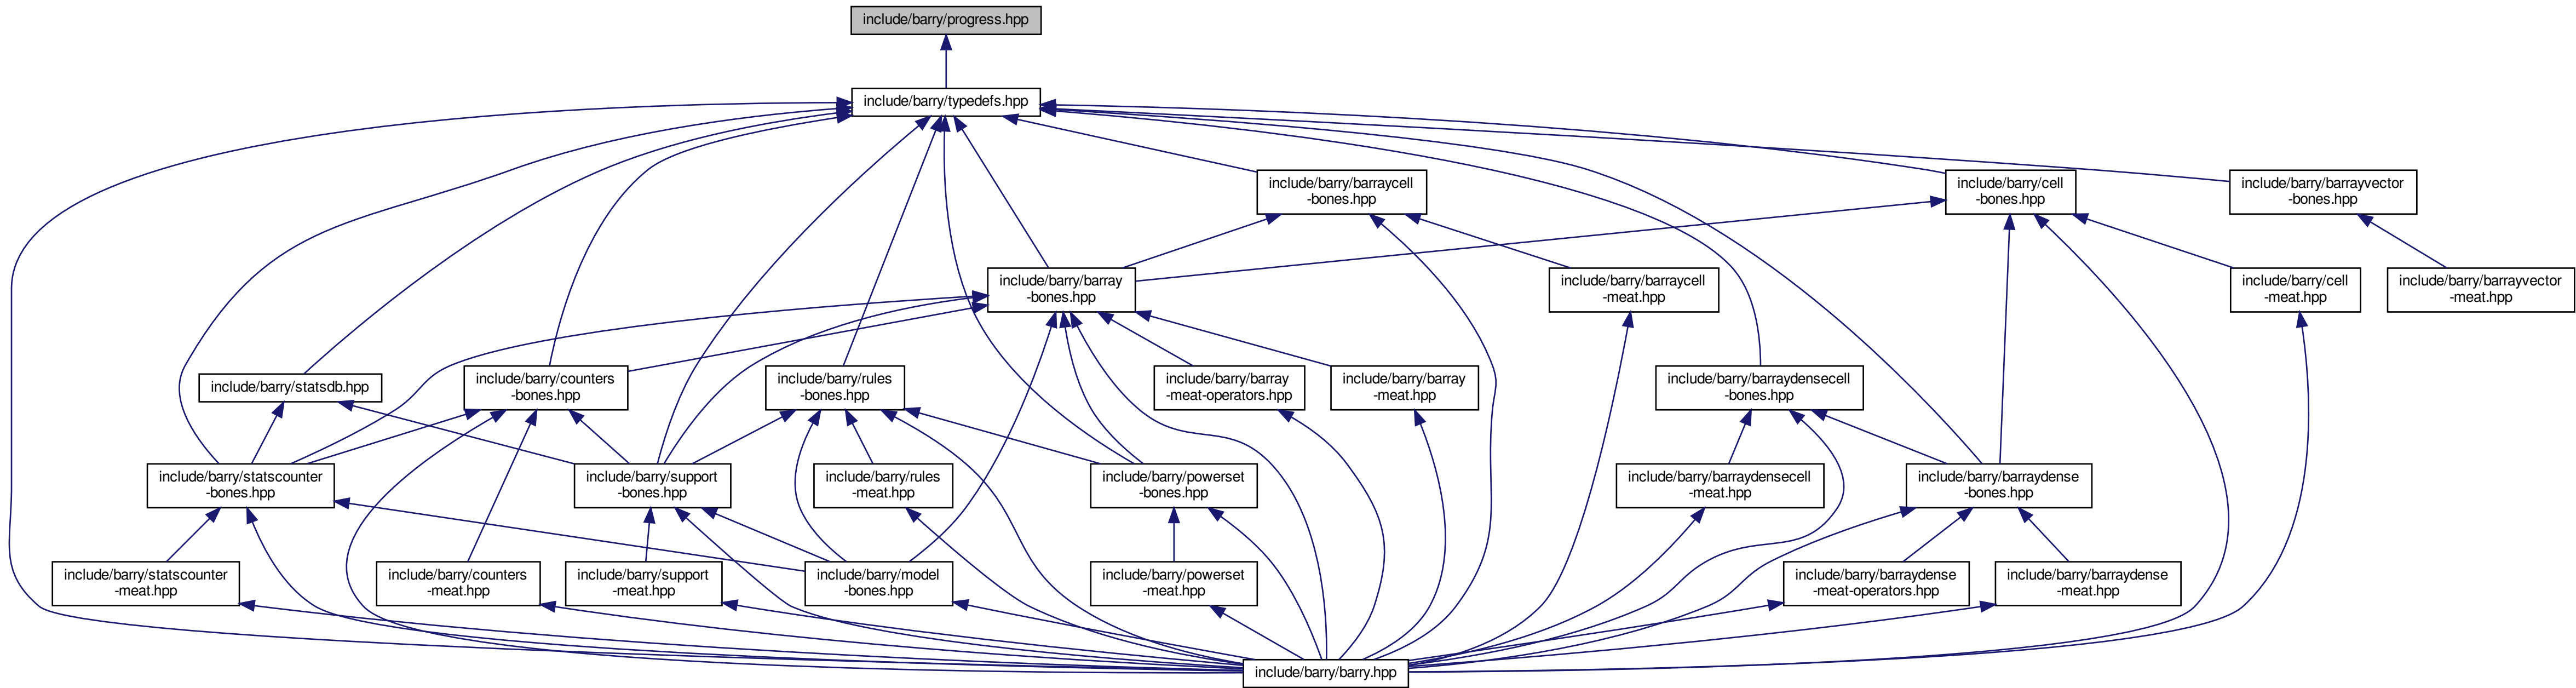 include/barry/progress.hpp
include/barry/typedefs.hpp
include/barry/barraycell
-bones.hpp
include/barry/cell
-bones.hpp
include/barry/barrayvector
-bones.hpp
include/barry/barray
-bones.hpp
include/barry/barraycell
-meat.hpp
include/barry/cell
-meat.hpp
include/barry/barrayvector
-meat.hpp
include/barry/statsdb.hpp
include/barry/counters
-bones.hpp
include/barry/rules
-bones.hpp
include/barry/barray
-meat-operators.hpp
include/barry/barray
-meat.hpp
include/barry/barraydensecell
-bones.hpp
include/barry/statscounter
-bones.hpp
include/barry/support
-bones.hpp
include/barry/rules
-meat.hpp
include/barry/powerset
-bones.hpp
include/barry/barraydensecell
-meat.hpp
include/barry/barraydense
-bones.hpp
include/barry/statscounter
-meat.hpp
include/barry/counters
-meat.hpp
include/barry/support
-meat.hpp
include/barry/model
-bones.hpp
include/barry/powerset
-meat.hpp
include/barry/barraydense
-meat-operators.hpp
include/barry/barraydense
-meat.hpp
include/barry/barry.hpp